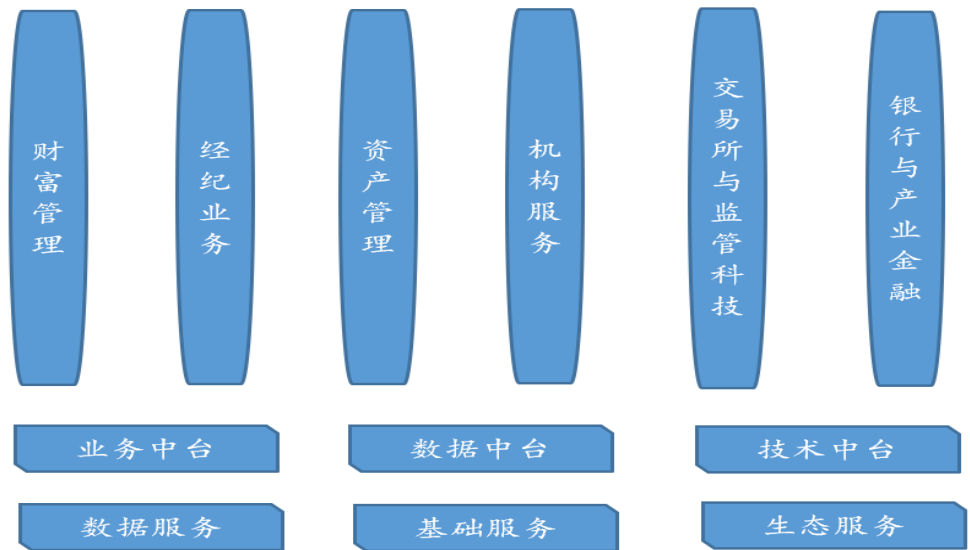 财富管理
经纪业务
资产管理
机构服务
交易所与监管科技
银行与产业金融
业务中台
数据中台
技术中台
数据服务
基础服务
生态服务